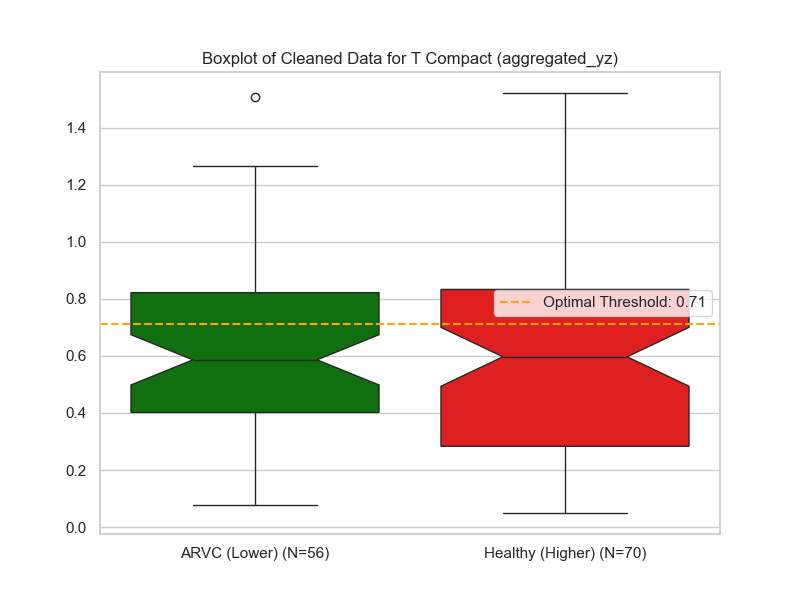 Boxplot of Cleaned Data for T Compact (aggregated_yz)
1.4
1.2
1.0
0.8
Optimal Threshold: 0.71
0.6
0.4
0.2
0.0
ARVC (Lower) (N=56)
Healthy (Higher) (N=70)